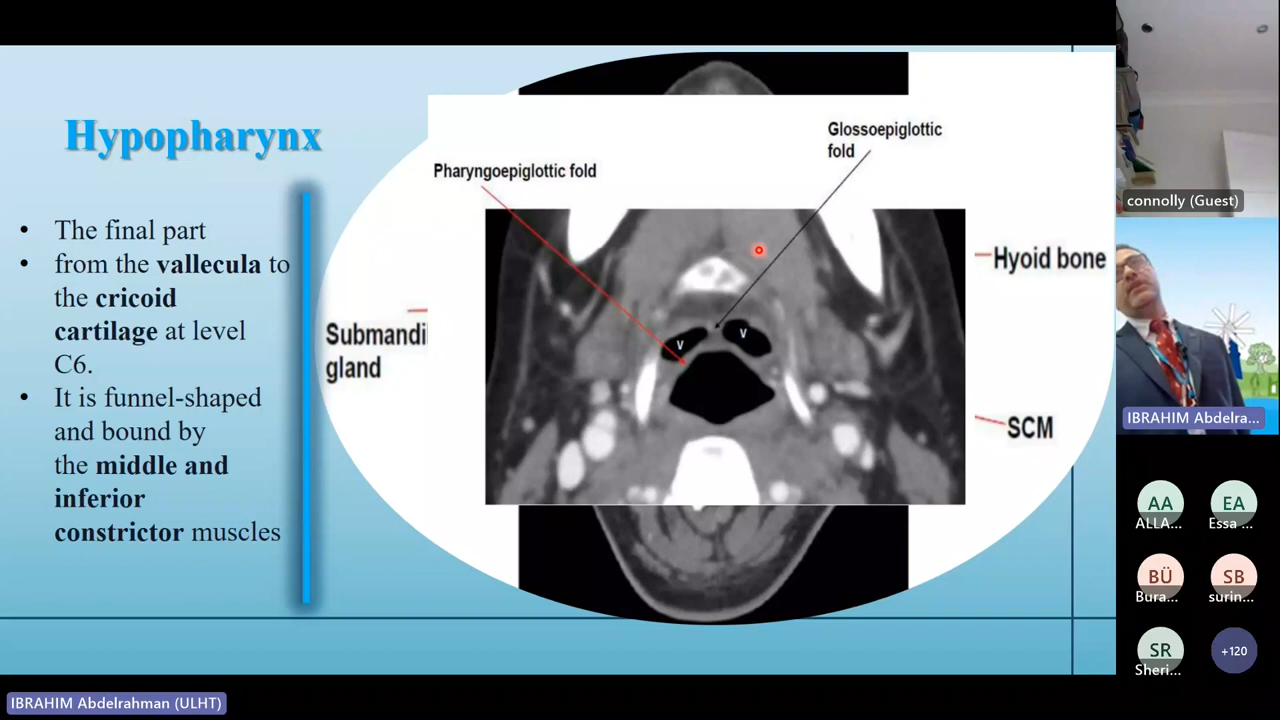 Hypopharynx
• The final part
• from the vallecula to
the cricoid
cartilage at level
C6.
• It is funnel-shaped
and bound by
the middle and
inferior
constrictor muscles
Glossoepiglottic
fold
Pharyngoepiglottic fold
Hyoid bone
Submandi
gland
V
V
SCM
connolly (Guest)
IBRAHIM Abdelra...
AA
EA
ALLA...
Essa ...
BÜ
SB
Bura...
surin...
SR
+120
Sheri...
IBRAHIM Abdelrahman (ULHT)